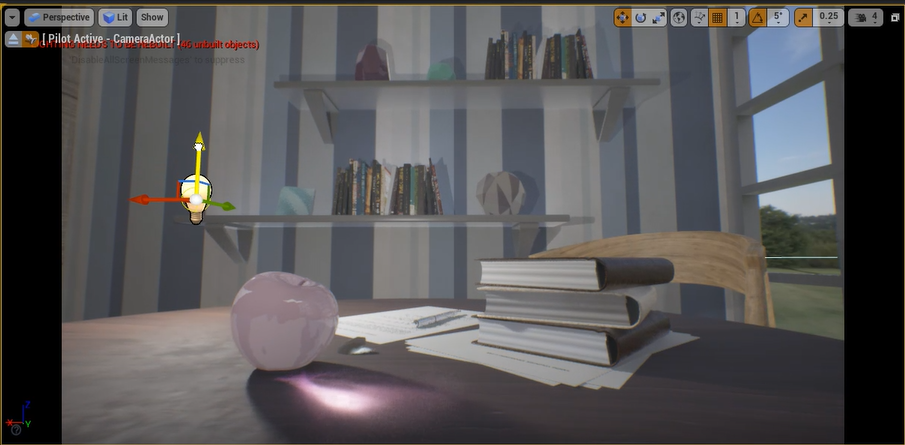 Perspective Lit Show 1 5° 0.25 4
[ Pilot Active - CameraActor ]
NEEDS TO BE REBUILT unbuilt objects)
'DisableAllScreenMessages' to suppress
Z
X Y